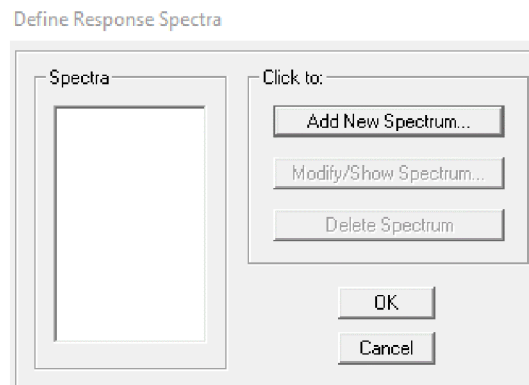 Define Response Spectra
Spectra
Click to:
Add New Spectrum...
Modify/Show Spectrum...
Delete Spectrum
OK
Cancel